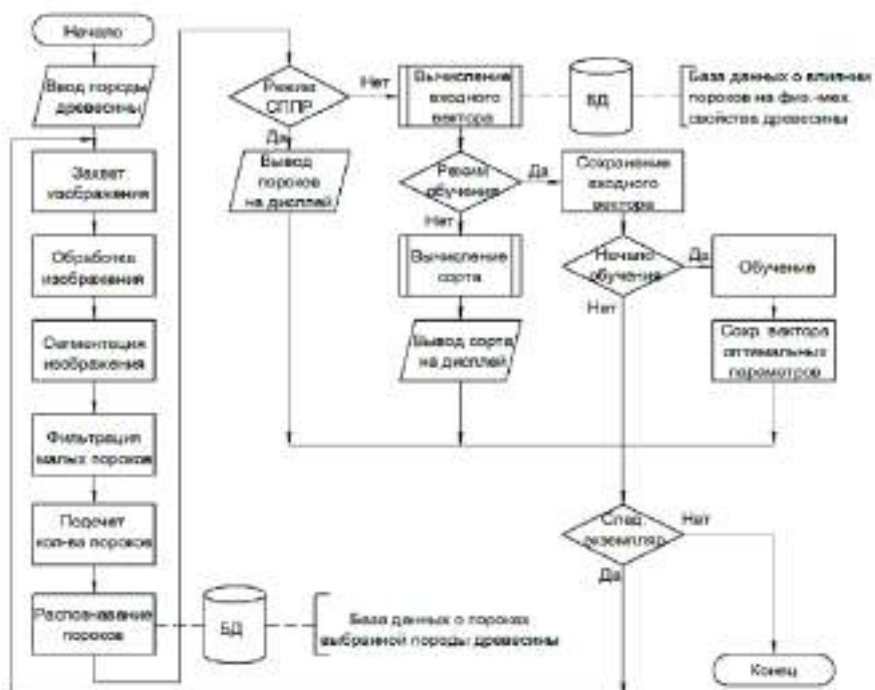 Начало
Ввод породы
древесины
Захват
изображения
Обработка
изображения
Сегментация
изображения
Фильтрация
малых пороков
Подсчет
кол-ва пороков
Распознавание
пороков
БД
База данных о пороках
выбранной породы древесины
Режим
СППР
Нет
Да
Вывод
пороков
на дисплей
Вычисление
входного
вектора
БД
База данных о влиянии
пороков на физ.-мех.
свойства древесины
Режим
обучения
Да
Нет
Сохранение
входного
вектора
Вычисление
сорта
Вывод сорта
на дисплей
Начало
обучения
Да
Нет
Обучение
Сохр. вектора
оптимальных
параметров
След.
экземпляр
Нет
Да
Конец